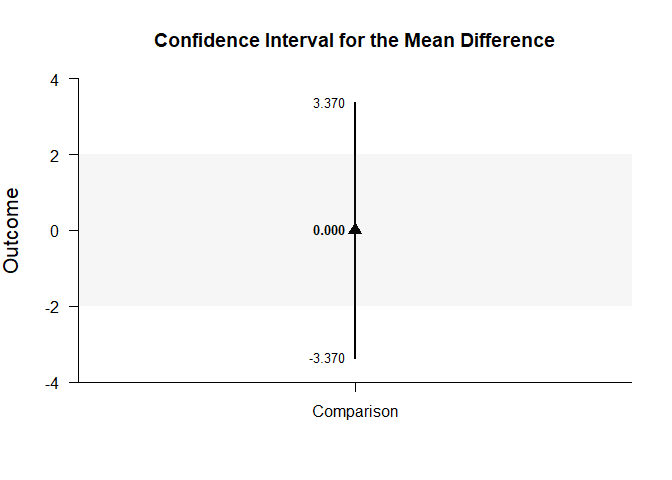 Confidence Interval for the Mean Difference
4
3.370
2
Outcome
0
0.000
-2
-3.370
-4
Comparison